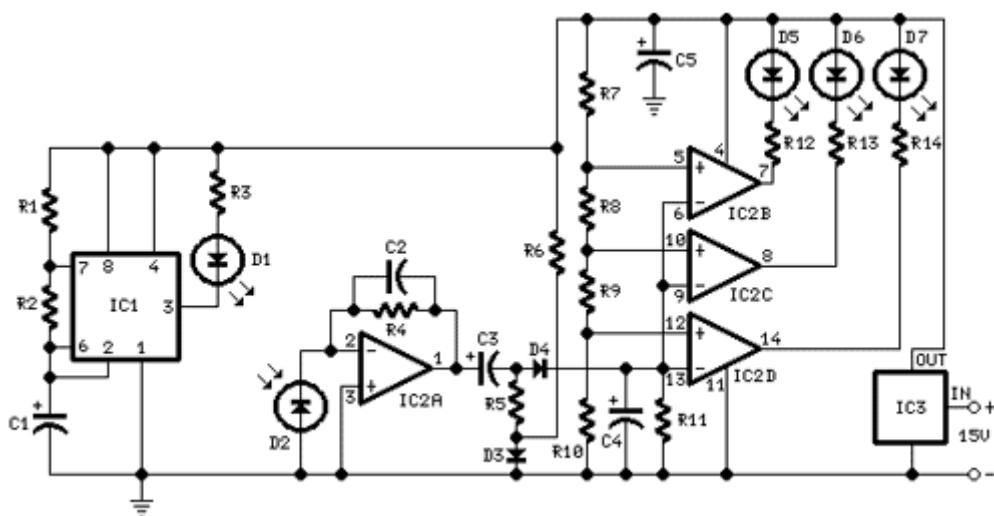 D5
D6
D7
+
C5
R7
R12
R13
R14
4
5
+
7
6
−
IC2B
R1
R3
R8
R6
10
+
8
9
−
IC2C
7
8
4
D1
C2
R2
IC1
3
R4
R9
12
+
14
13
−
11
IC2D
OUT
6
2
1
2
−
1
+
C3
D4
3
+
IC2A
IC3
IN
+
15V
C1
+
D2
R5
D3
R10
C4
+
R11
−